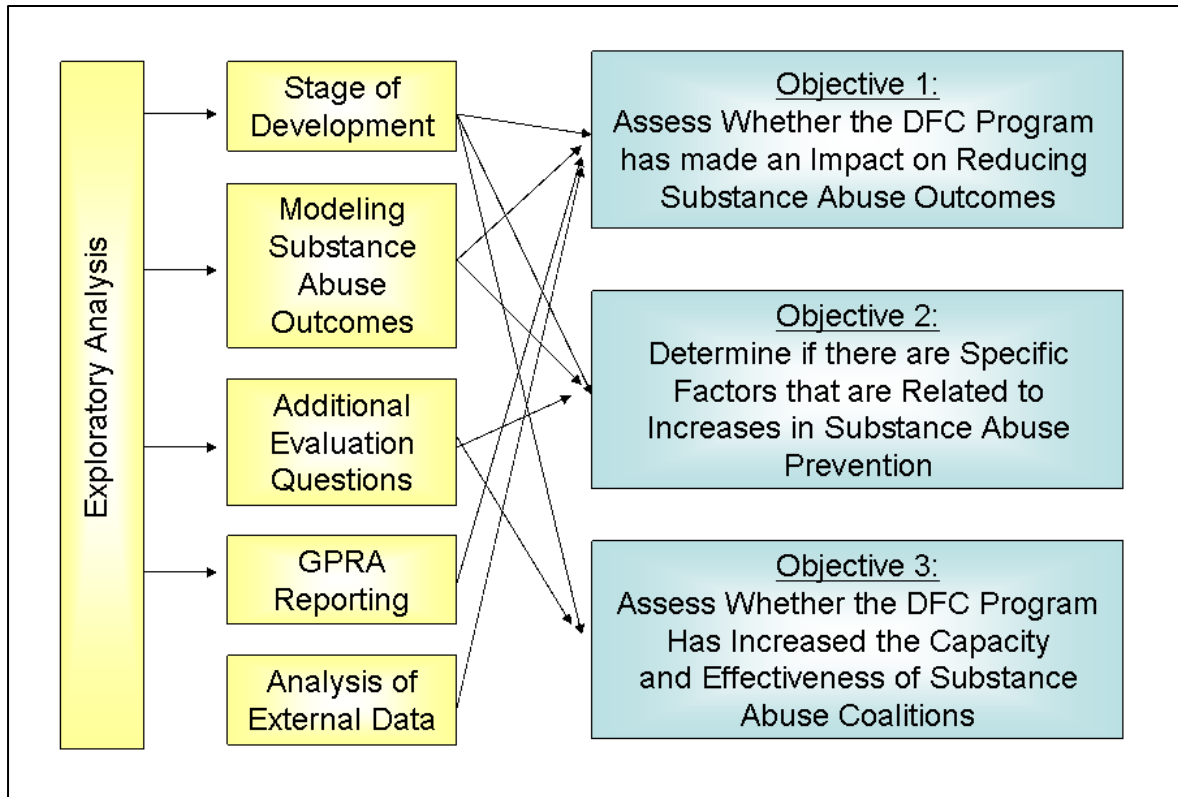 Exploratory Analysis
Stage of
Development
Modeling
Substance
Abuse
Outcomes
Additional
Evaluation
Questions
GPRA
Reporting
Analysis of
External Data
Objective 1:
Assess Whether the DFC Program
has made an Impact on Reducing
Substance Abuse Outcomes
Objective 2:
Determine if there are Specific
Factors that are Related to
Increases in Substance Abuse
Prevention
Objective 3:
Assess Whether the DFC Program
Has Increased the Capacity
and Effectiveness of Substance
Abuse Coalitions